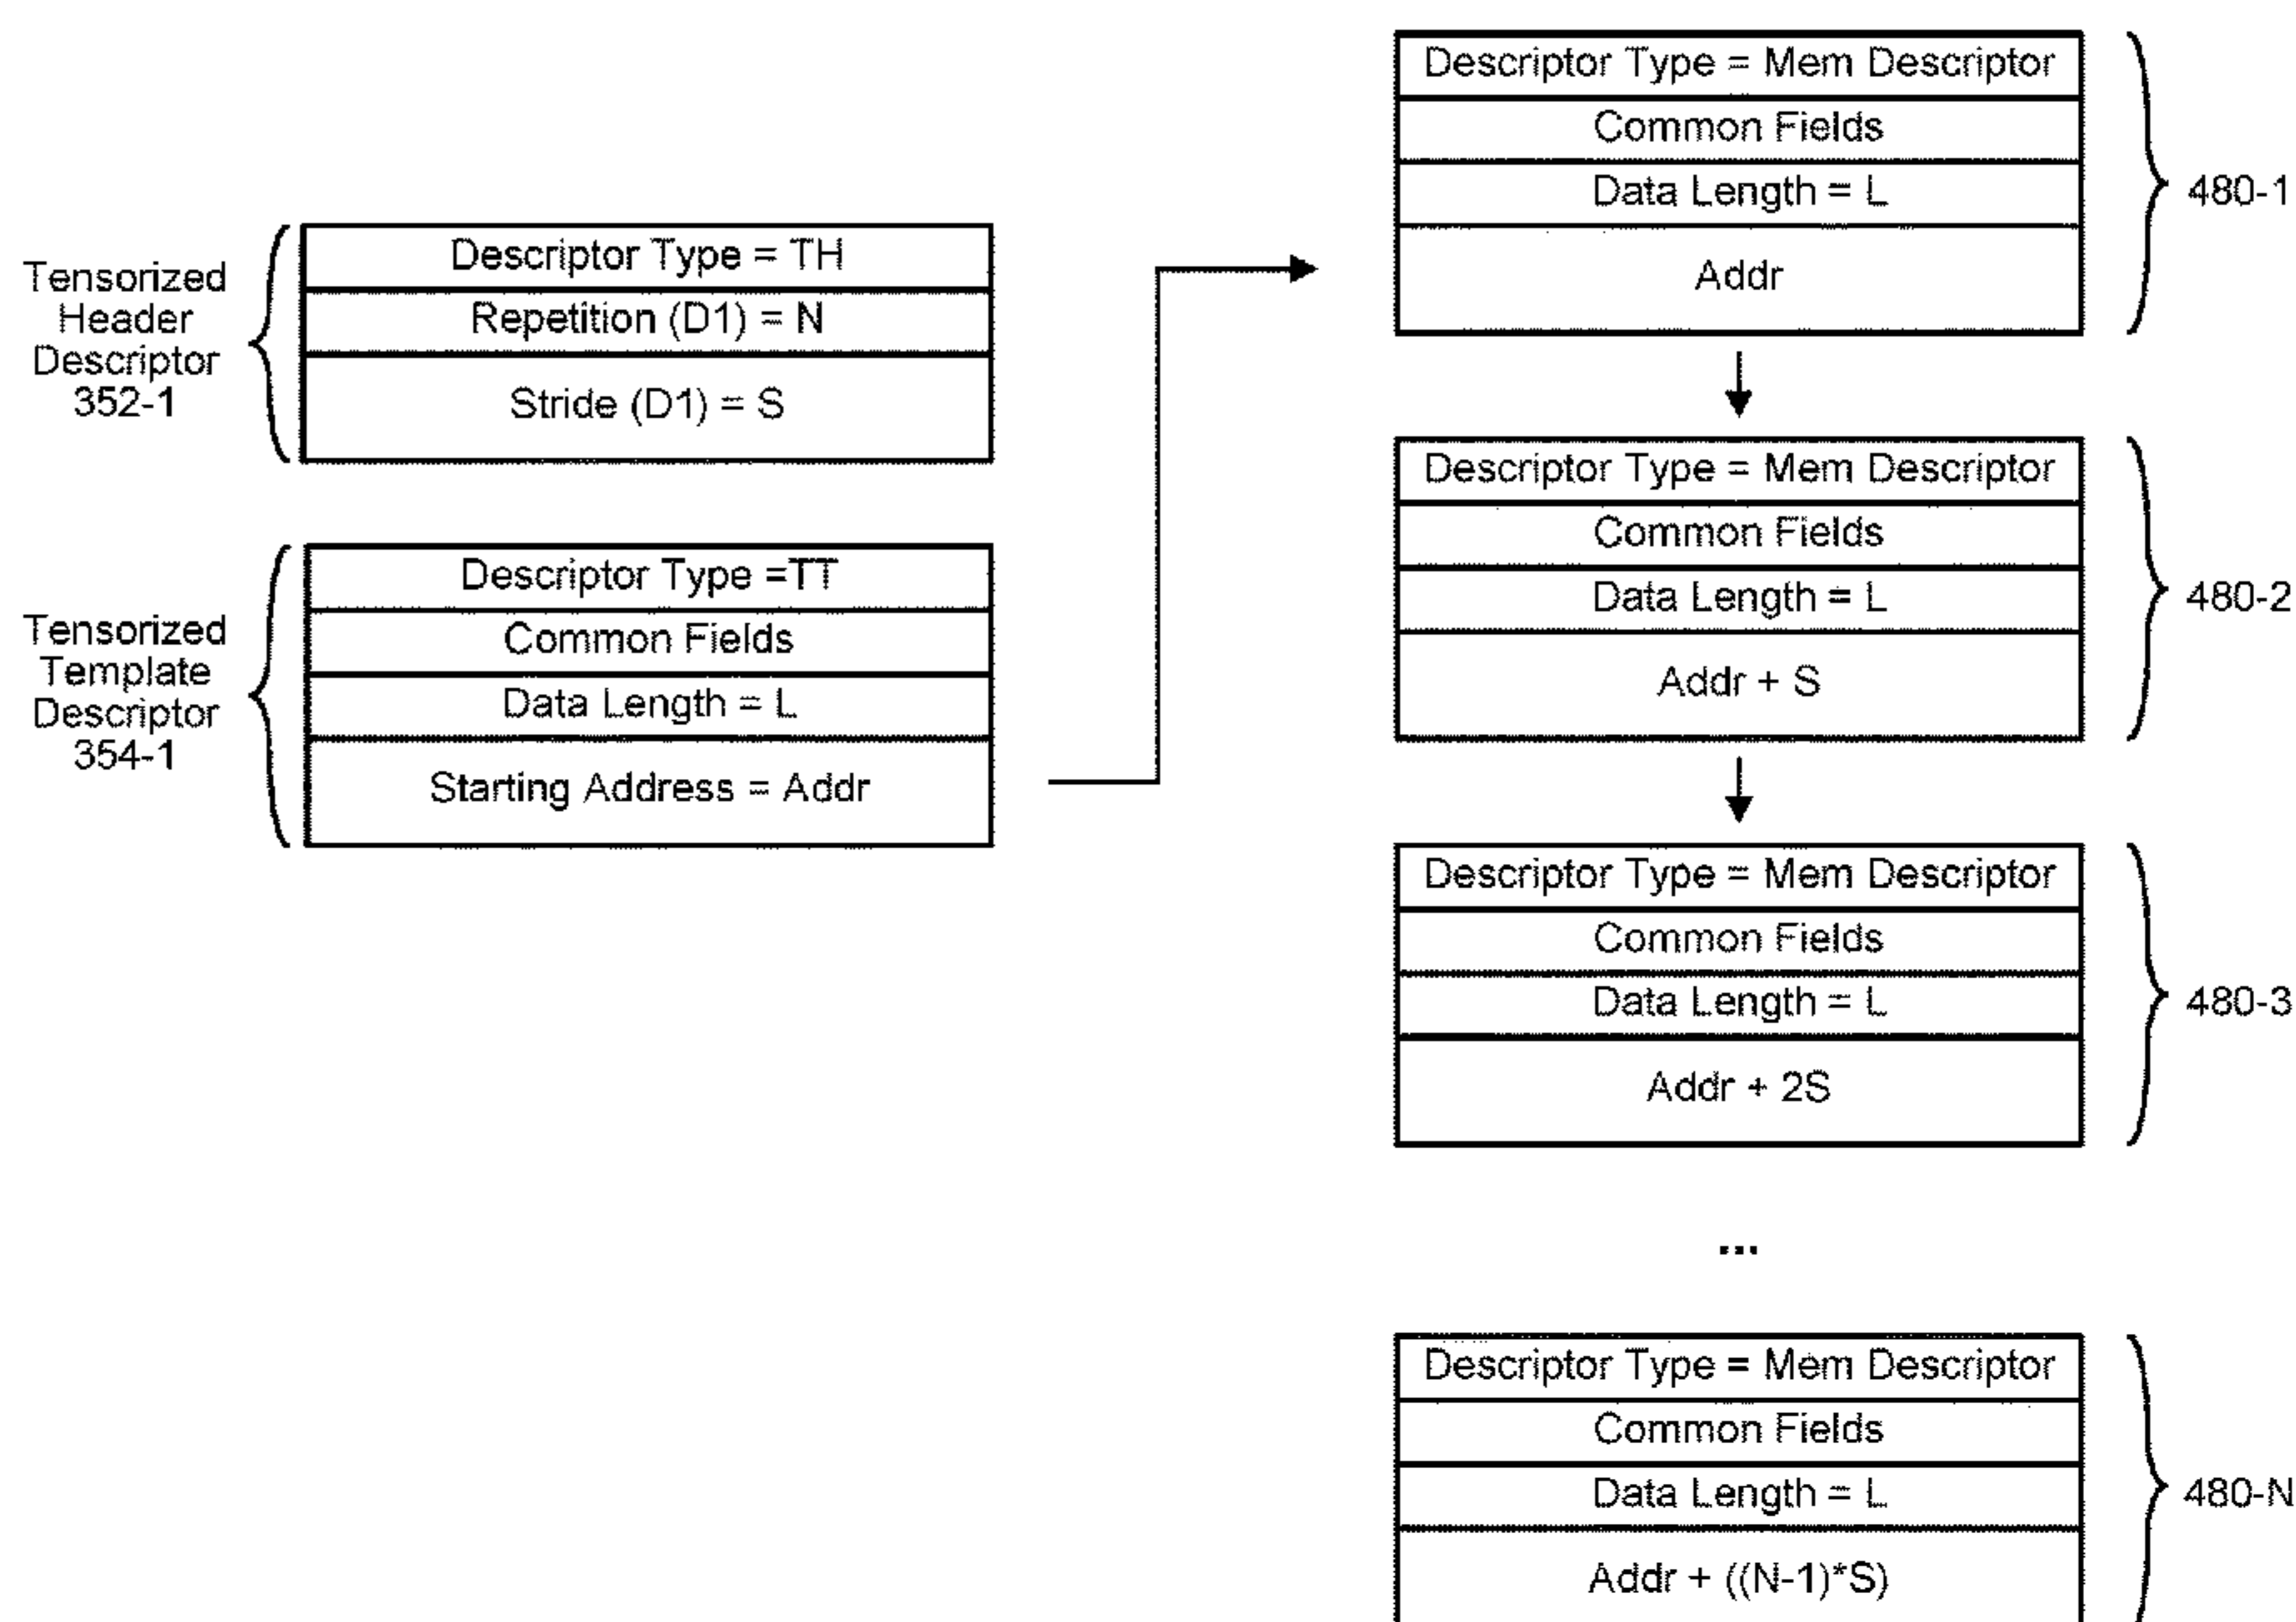 Tensorized
Header
Descriptor
352-1
Descriptor Type = TH
Repetition (D1) = N
Stride (D1) = S
Tensorized
Template
Descriptor
354-1
Descriptor Type =TT
Common Fields
Data Length = L
Starting Address = Addr
Descriptor Type = Mem Descriptor
Common Fields
Data Length = L
Addr
480-1
Descriptor Type = Mem Descriptor
Common Fields
Data Length = L
Addr + S
480-2
Descriptor Type = Mem Descriptor
Common Fields
Data Length = L
Addr + 2S
480-3
...
Descriptor Type = Mem Descriptor
Common Fields
Data Length = L
Addr + ((N-1)*S)
480-N